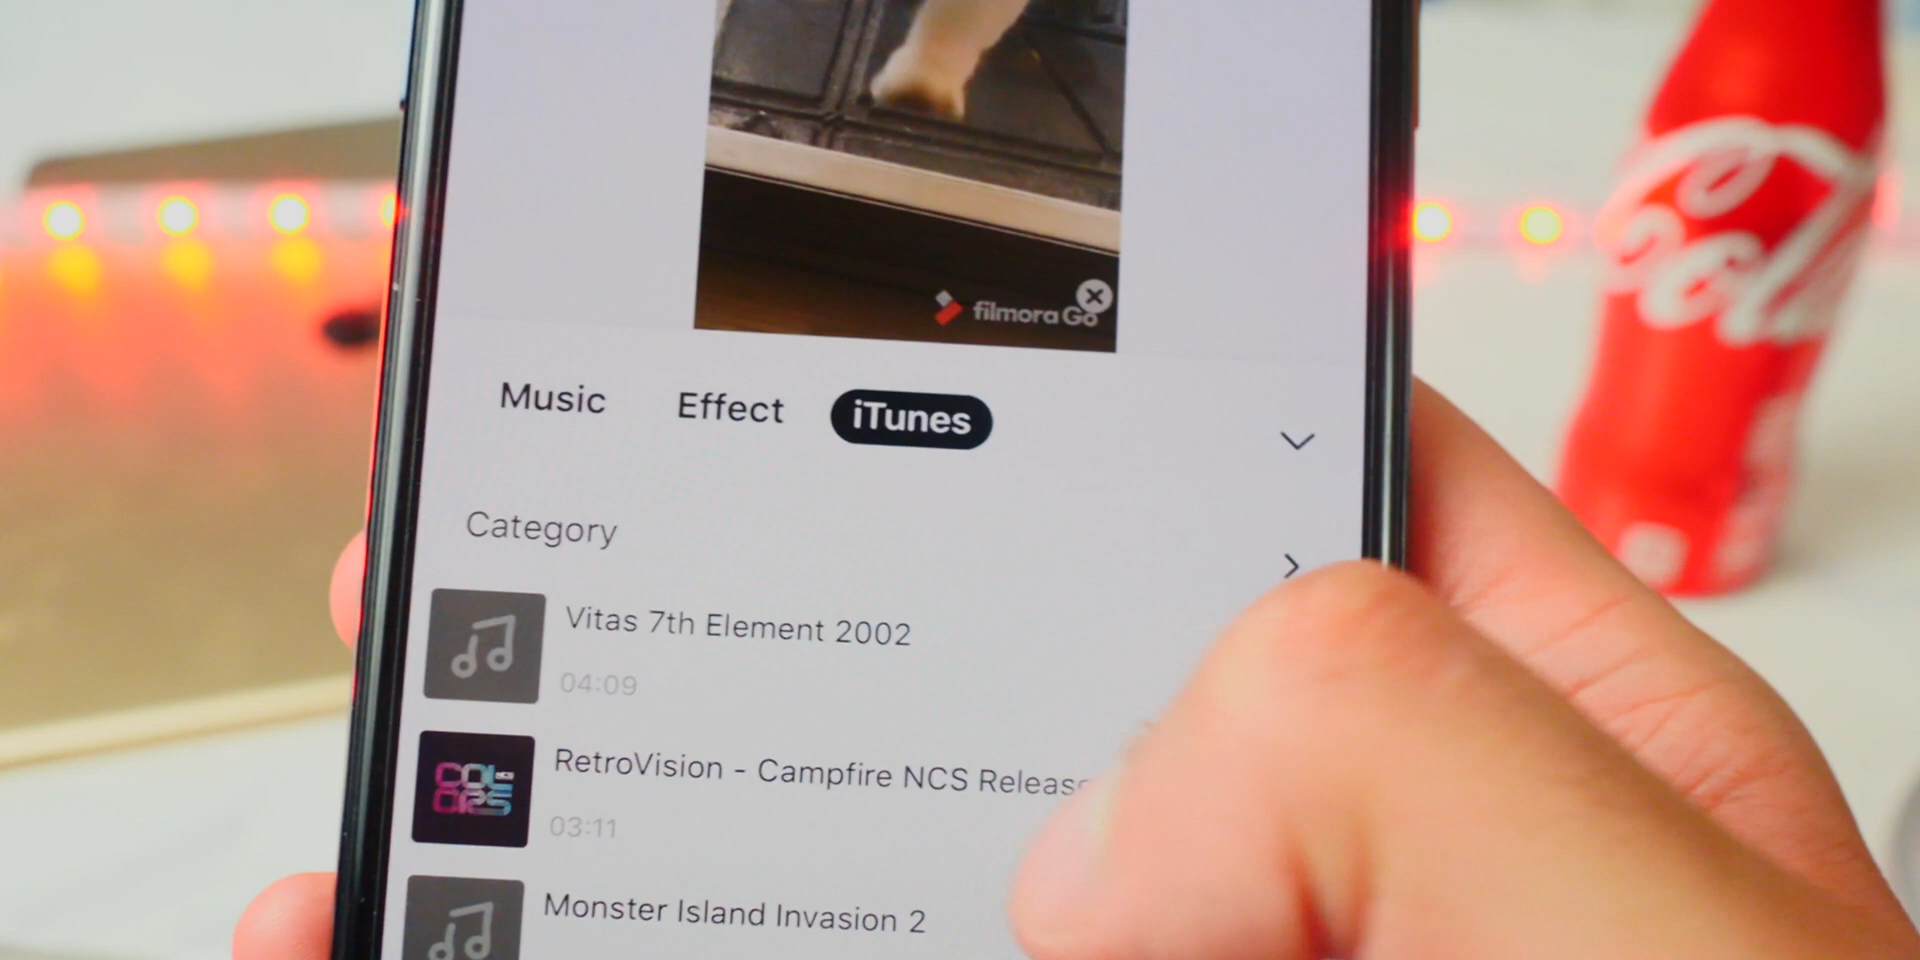 filmora Go
Music Effect iTunes
Category
Vitas 7th Element 2002
04:09
RetroVision - Campfire NCS Release
03:11
Monster Island Invasion 2